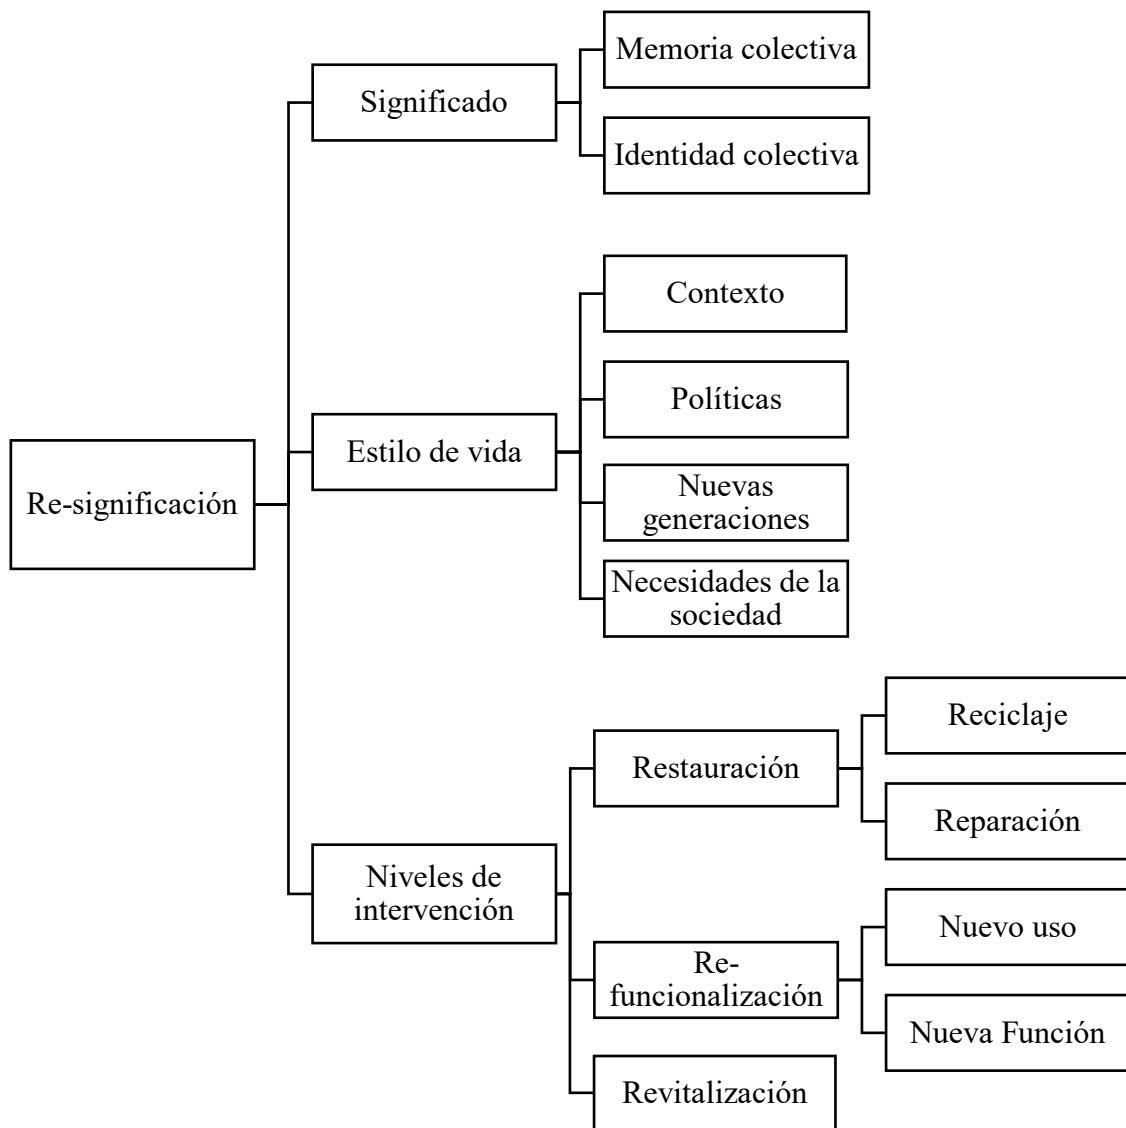 Memoria colectiva
Significado
Identidad colectiva
Contexto
Políticas
Estilo de vida
Nuevas
generaciones
Re-significación
Necesidades de la
sociedad
Reciclaje
Restauración
Reparación
Niveles de
intervención
Nuevo uso
Re-
funcionalización
Nueva Función
Revitalización